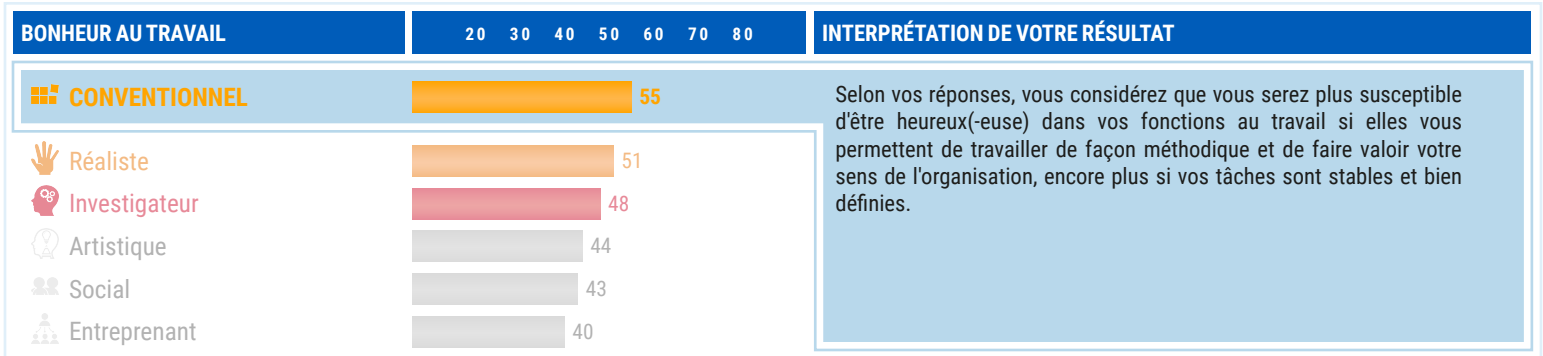 BONHEUR AU TRAVAIL
20 30 40 50 60 70 80
INTERPRÉTATION DE VOTRE RÉSULTAT
CONVENTIONNEL
55
Selon vos réponses, vous considérez que vous serez plus susceptible
d'être heureux(-euse) dans vos fonctions au travail si elles vous
permettent de travailler de façon méthodique et de faire valoir votre
sens de l'organisation, encore plus si vos tâches sont stables et bien
définies.
Réaliste
51
Investigateur
48
Artistique
44
Social
43
Entreprenant
40